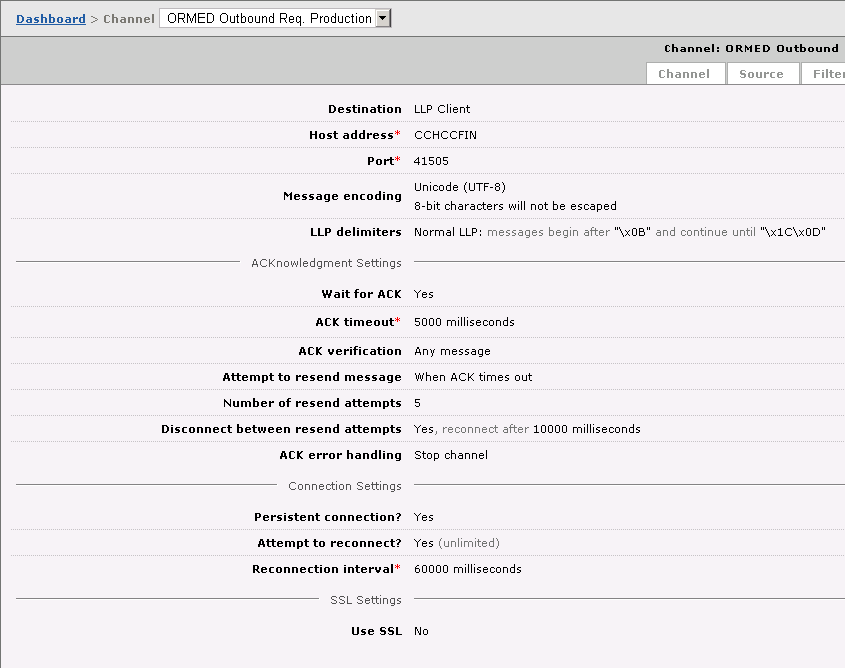 Dashboard > Channel ORMED Outbound Req. Production
Channel: ORMED Outbound
Channel Source Filter
Destination LLP Client
Host address* CCHCCFIN
Port* 41505
Message encoding Unicode (UTF-8)
8-bit characters will not be escaped
LLP delimiters Normal LLP: messages begin after "\x0B" and continue until "\x1C\x0D"
ACKnowledgment Settings
Wait for ACK Yes
ACK timeout* 5000 milliseconds
ACK verification Any message
Attempt to resend message When ACK times out
Number of resend attempts 5
Disconnect between resend attempts Yes, reconnect after 10000 milliseconds
ACK error handling Stop channel
Connection Settings
Persistent connection? Yes
Attempt to reconnect? Yes (unlimited)
Reconnection interval* 60000 milliseconds
SSL Settings
Use SSL No